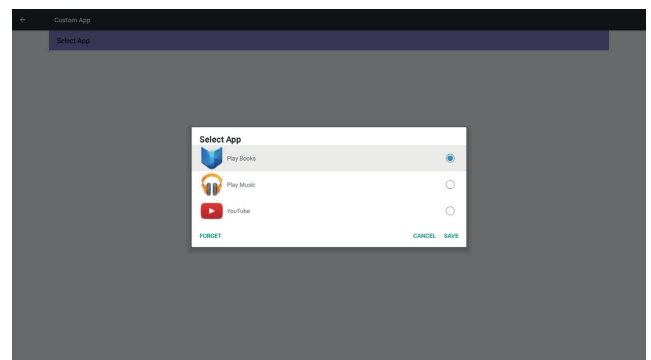 Custom App
Select App
Select App
Play Books
Play Music
YouTube
FORGET CANCEL SAVE